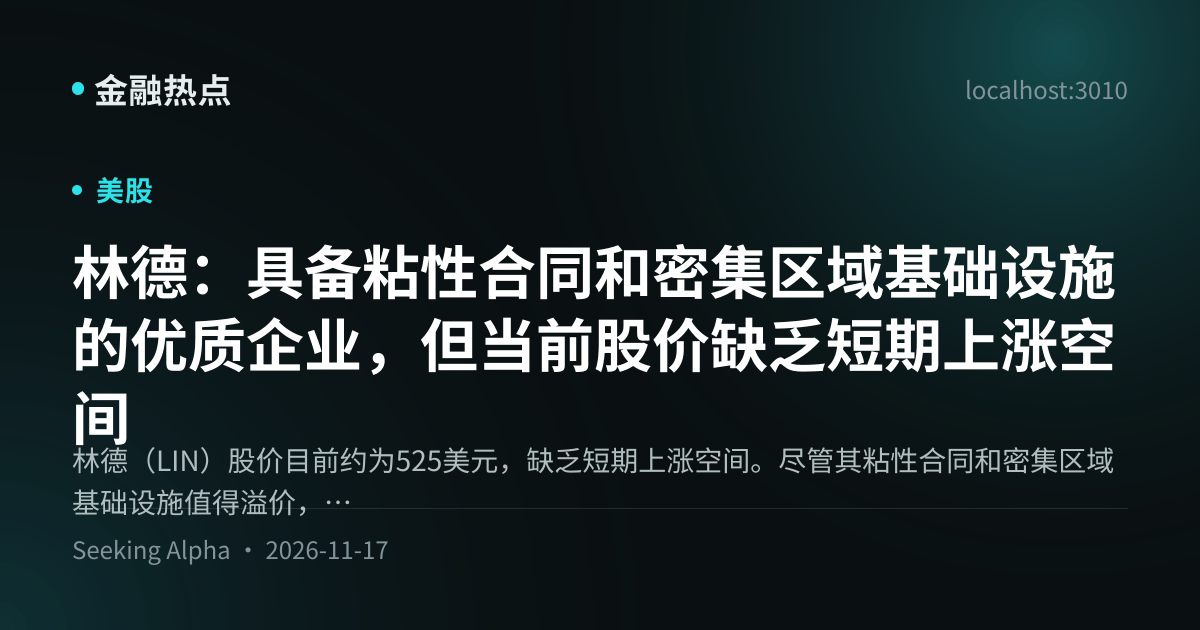 金融热点
localhost:3010
美股
林德：具备粘性合同和密集区域基础设施
的优质企业，但当前股价缺乏短期上涨空
间
林德（LIN）股价目前约为525美元，缺乏短期上涨空间。尽管其粘性合同和密集区域
基础设施值得溢价，…
Seeking Alpha · 2026-11-17